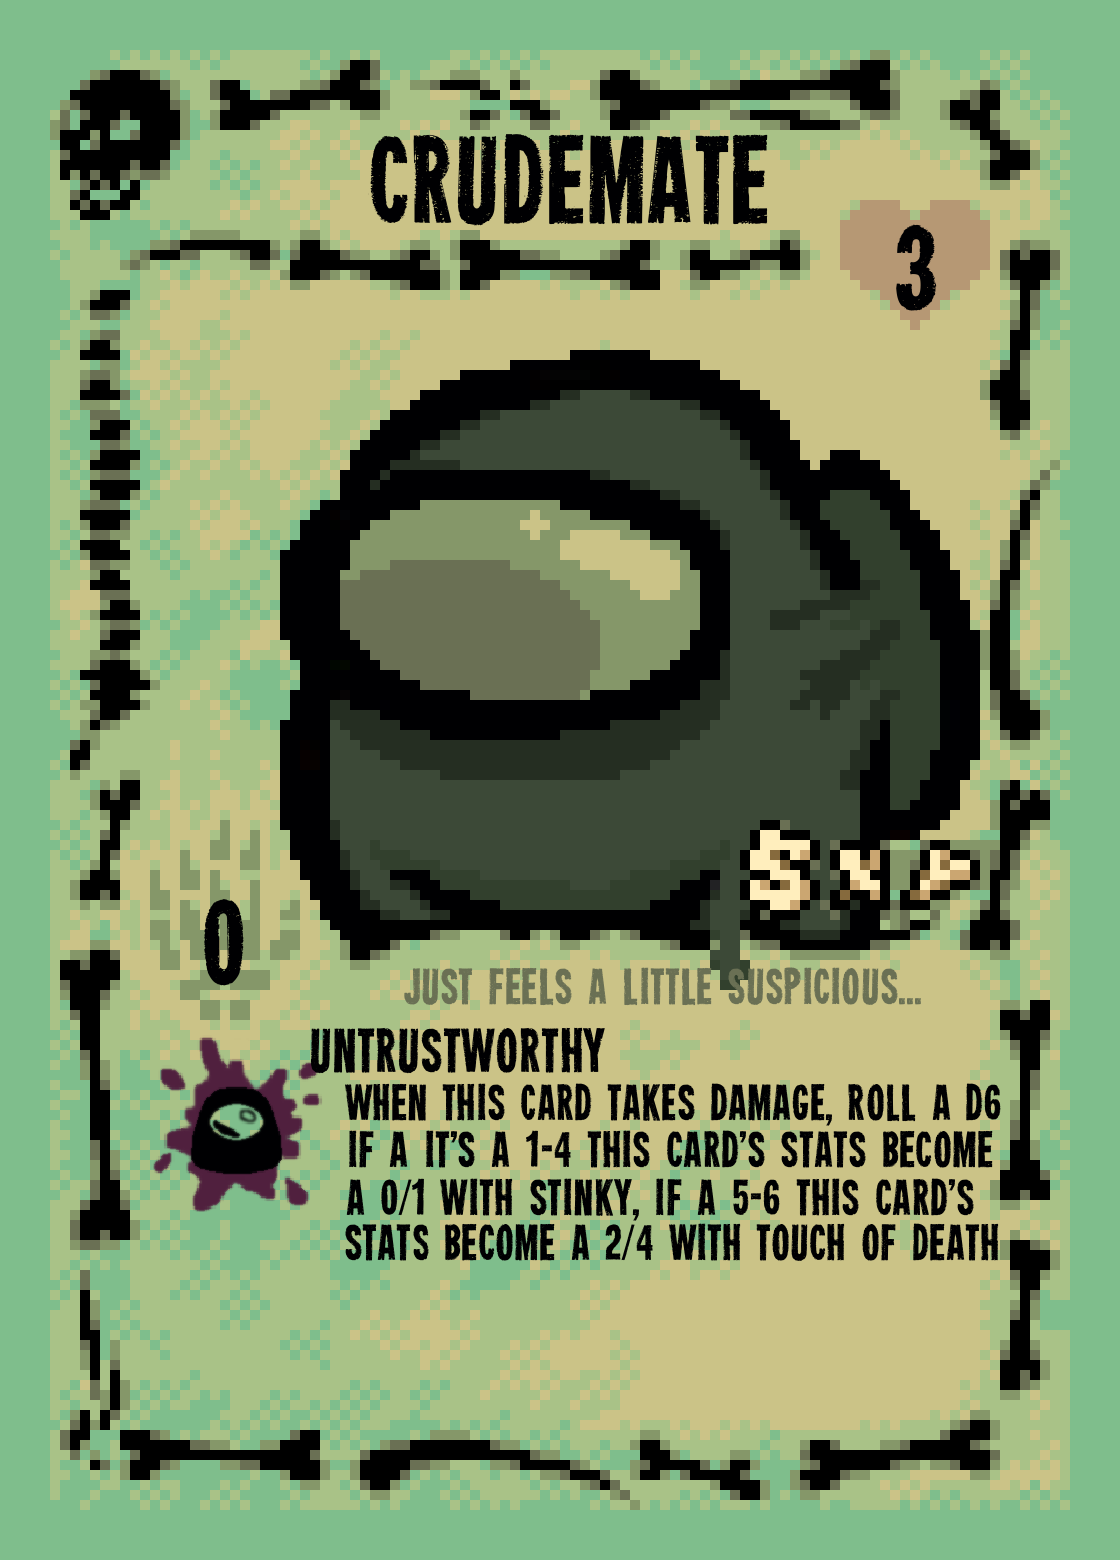 CRUDEMATE
3
0
JUST FEELS A LITTLE SUSPICIOUS...
UNTRUSTWORTHY
WHEN THIS CARD TAKES DAMAGE, ROLL A D6
IF A IT'S A 1-4 THIS CARD'S STATS BECOME
A 0/1 WITH STINKY, IF A 5-6 THIS CARD'S
STATS BECOME A 2/4 WITH TOUCH OF DEATH